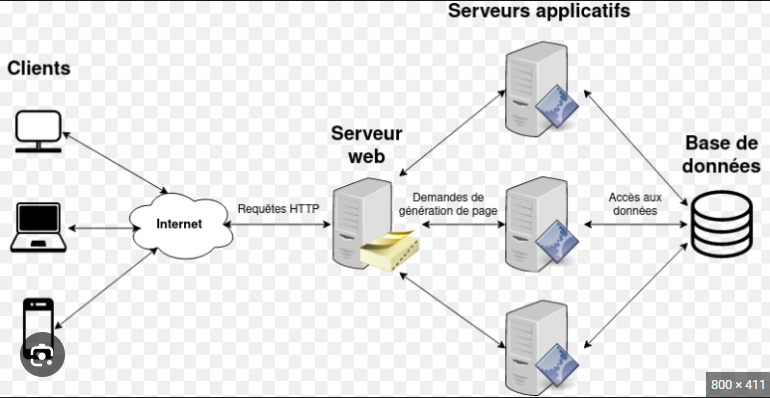 Serveurs applicatifs
Clients
Serveur
web
Base de
données
Internet
Requêtes HTTP
Demandes de
génération de page
Accès aux
données
800 × 411